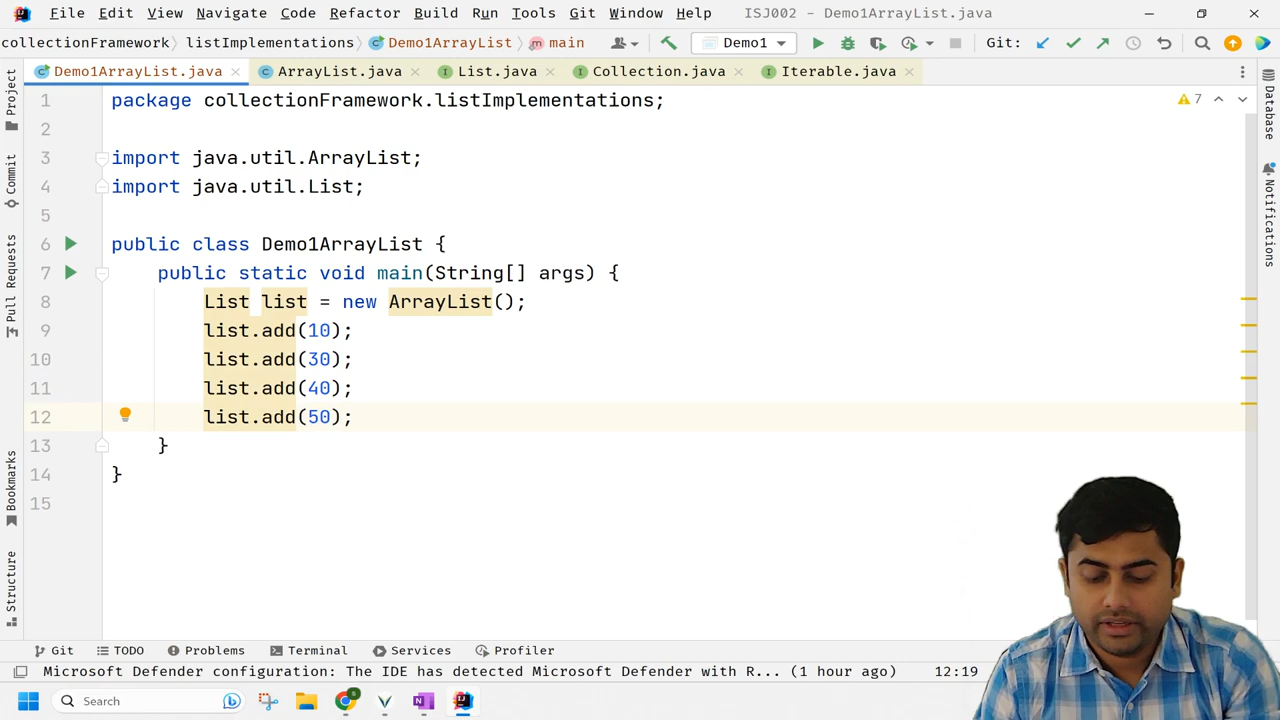 File Edit View Navigate Code Refactor Build Run Tools Git Window Help ISJ002 - Demo1ArrayList.java
collectionFramework listImplementations Demo1ArrayList main Demo1 Git:
Demo1ArrayList.java ArrayList.java List.java Collection.java Iterable.java
Project
Commit
Pull Requests
Bookmarks
Structure
7
1 package collectionFramework.listImplementations;
2
3 import java.util.ArrayList;
4 import java.util.List;
5
6 public class Demo1ArrayList {
7 public static void main(String[] args) {
8 List list = new ArrayList();
9 list.add(10);
10 list.add(30);
11 list.add(40);
12 list.add(50);
13 }
14 }
15
Database
Notifications
Git TODO Problems Terminal Services Profiler
Microsoft Defender configuration: The IDE has detected Microsoft Defender with R... (1 hour ago) 12:19
Search